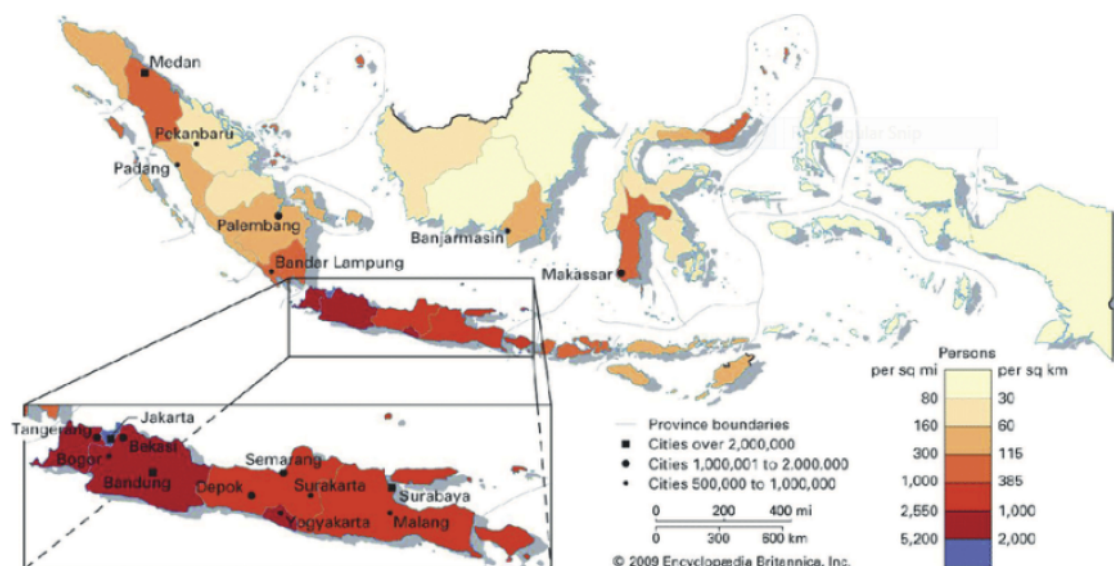 Medan
Pekanbaru
Padang
Palembang
Bandar Lampung
Banjarmasin
Makassar
Tangerang
Jakarta
Bekasi
Bogor
Bandung
Semarang
Depok
Surakarta
Yogyakarta
Surabaya
Malang
Province boundaries
Cities over 2,000,000
Cities 1,000,001 to 2.000.000
Cities 500,000 to 1,000,000
0 200 400 mi
0 300 600 km
© 2009 Encyclopædia Britannica, Inc.
Persons
per sq mi per sq km
80 30
160 60
300 115
1,000 385
2,550 1,000
5,200 2,000